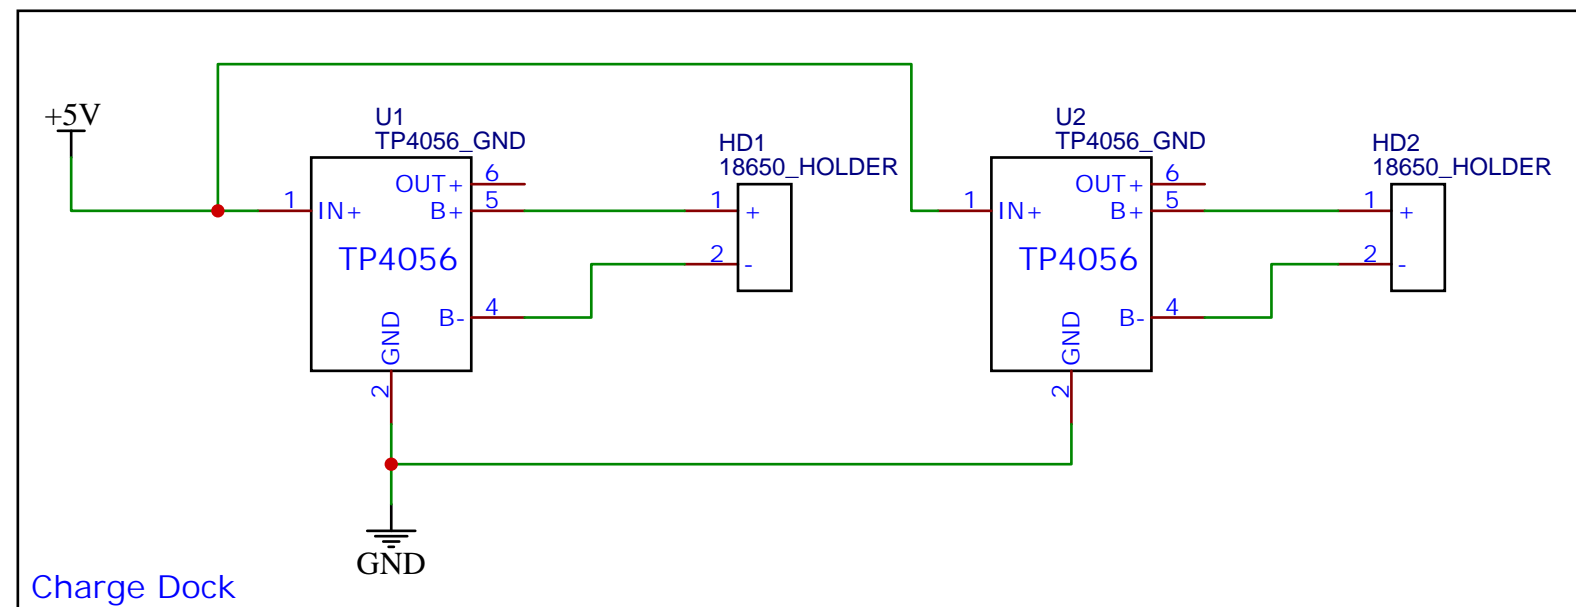 +5V
U1
TP4056_GND
1
IN+
OUT+
6
B+
5
TP4056
B-
4
GND
2
HD1
18650_HOLDER
1
+
2
-
U2
TP4056_GND
1
IN+
OUT+
6
B+
5
TP4056
B-
4
GND
2
HD2
18650_HOLDER
1
+
2
-
GND
Charge Dock